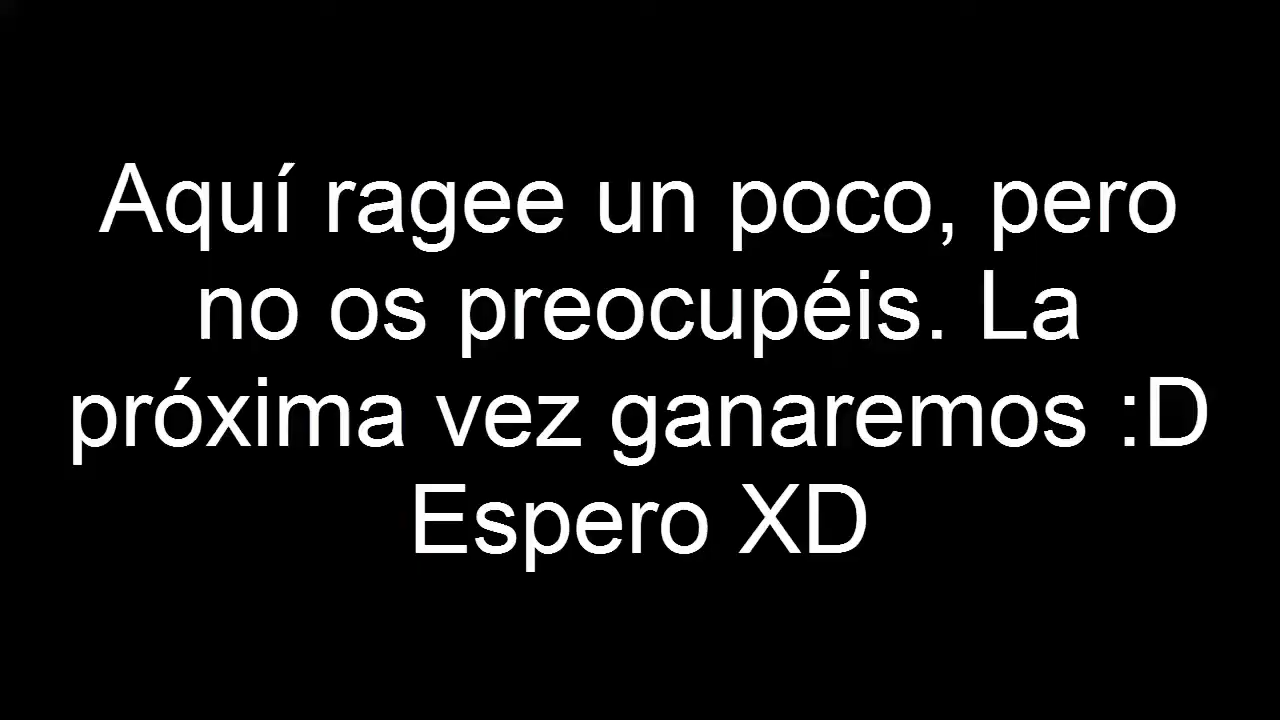 Aquí ragee un poco, pero
no os preocupéis. La
próxima vez ganaremos :D
Espero XD